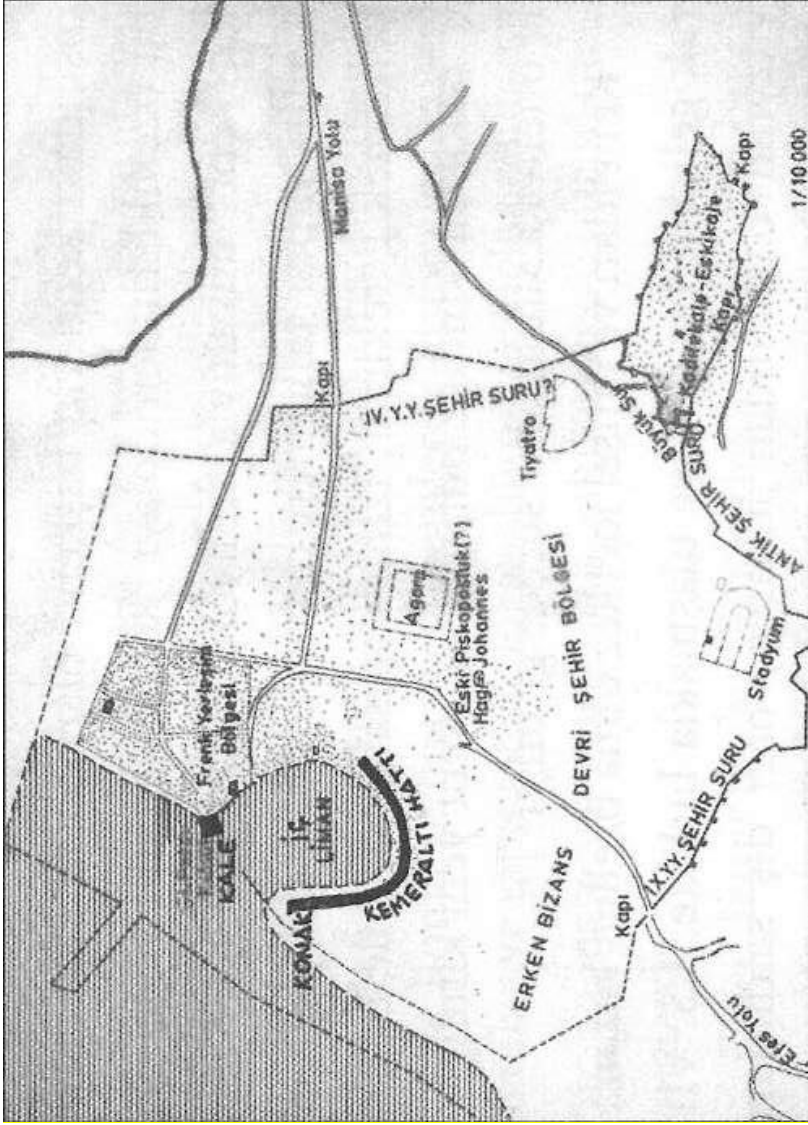 Manisa Yolu
Kapı
IV. Y.Y. ŞEHİR SURU?
Tiyatro
Büyük Su
Kadifekale-Eskikale
Kapı
Kapı
1/10 000
ANTİK ŞEHİR SURU
Frenk Yerleşim
Bölgesi
Agora
Eski Piskoposluk(?)
Hagia Johannes
Stadyum
KALE
İÇ
LİMAN
KONAK
KEMERALTI HATTI
ERKEN BİZANS
DEVRİ ŞEHİR BÖLGESİ
Kapı
IX.YY. ŞEHİR SURU
Efes Yolu